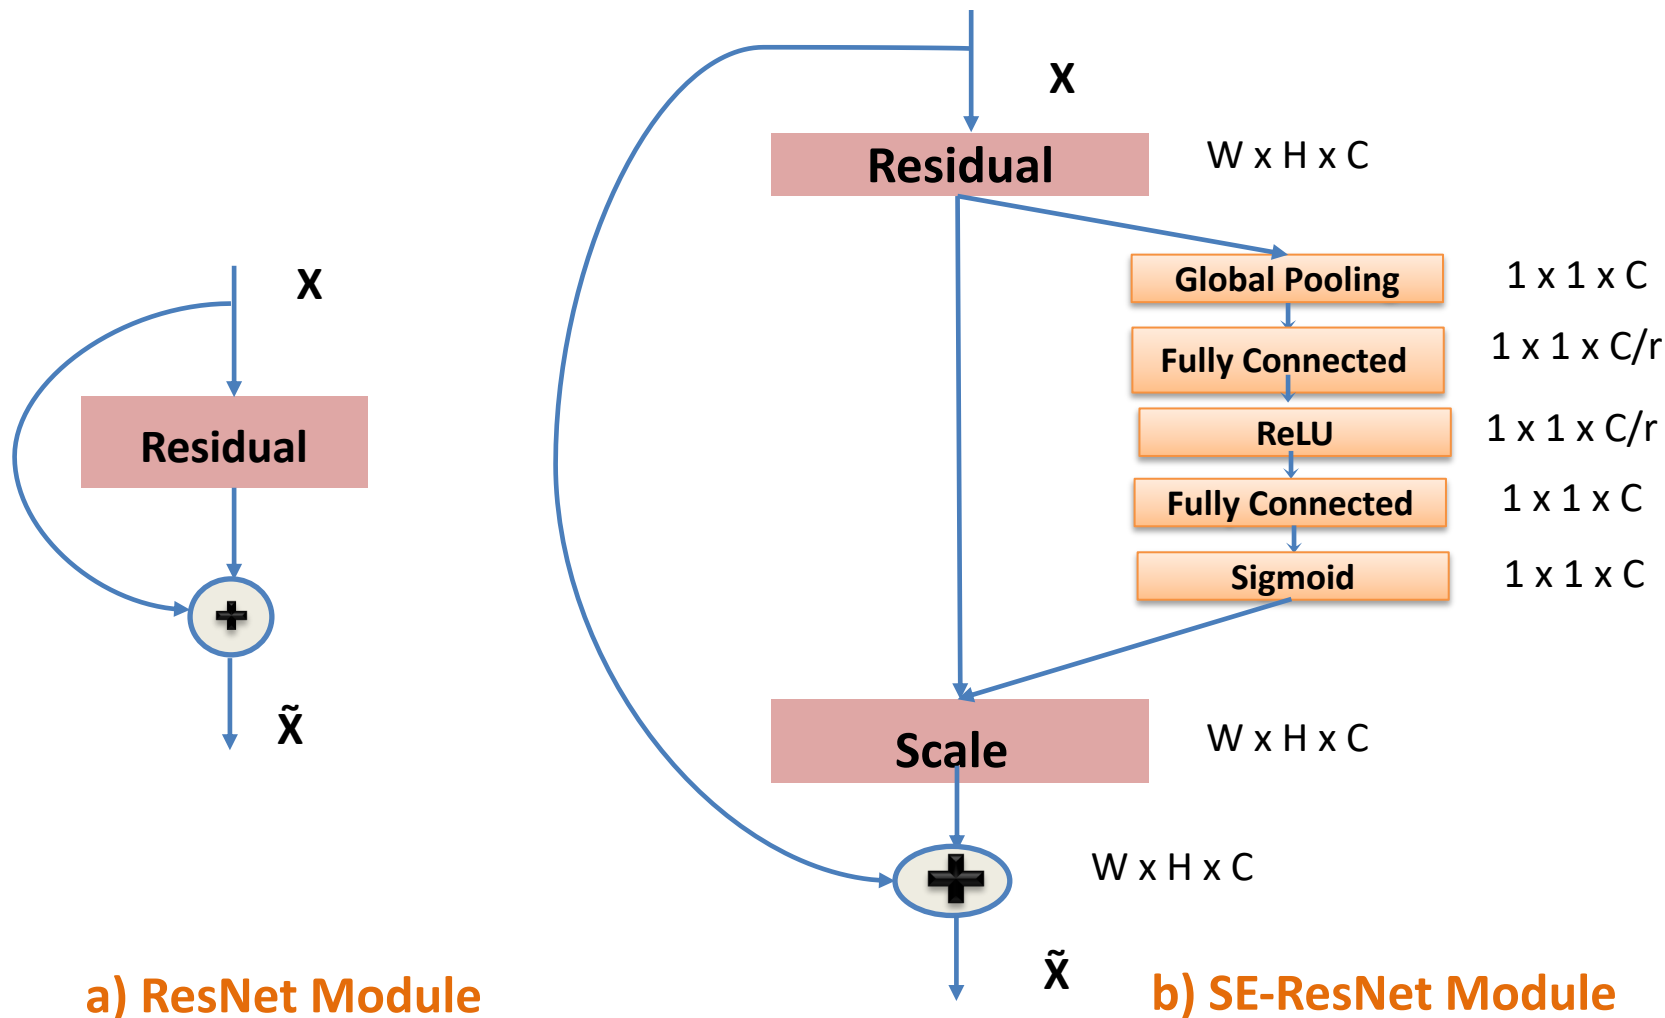 X
Residual
X̃
a) ResNet Module
X
Residual
W x H x C
Global Pooling
1 x 1 x C
Fully Connected
1 x 1 x C/r
ReLU
1 x 1 x C/r
Fully Connected
1 x 1 x C
Sigmoid
1 x 1 x C
Scale
W x H x C
+
W x H x C
X̃
b) SE-ResNet Module